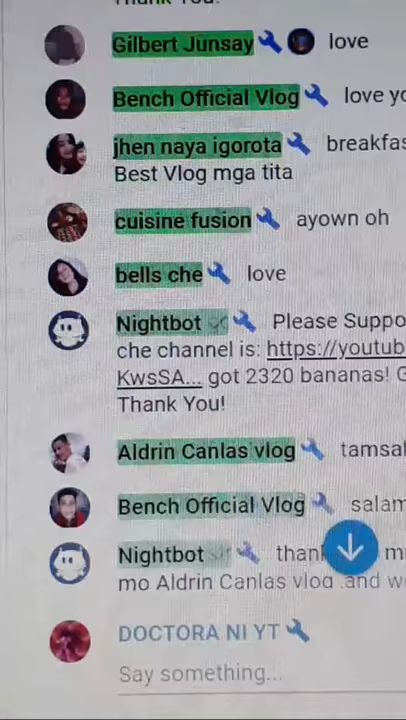 Thank You!
Gilbert Junsay love
Bench Official Vlog love yo
jhen naya igorota breakfas
Best Vlog mga tita
cuisine fusion ayown oh
bells che love
Nightbot Please Suppo
che channel is: https://youtub
KwsSA... got 2320 bananas! G
Thank You!
Aldrin Canlas vlog tamsal
Bench Official Vlog salam
Nightbot thank m
mo Aldrin Canlas vlog .and w
DOCTORA NI YT
Say something...